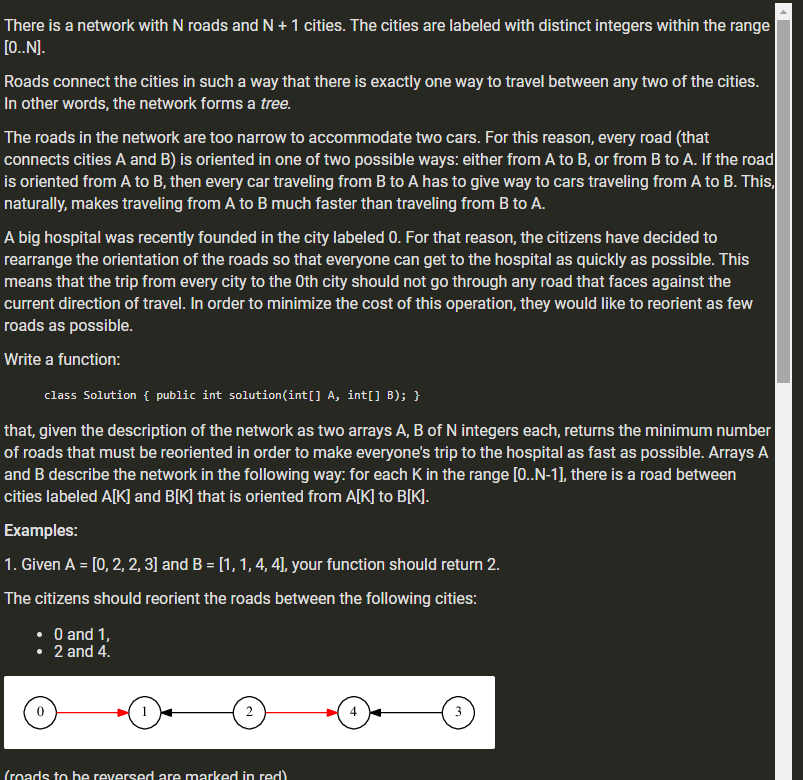 There is a network with N roads and N + 1 cities. The cities are labeled with distinct integers within the range
[0..N].
Roads connect the cities in such a way that there is exactly one way to travel between any two of the cities.
In other words, the network forms a tree.
The roads in the network are too narrow to accommodate two cars. For this reason, every road (that
connects cities A and B) is oriented in one of two possible ways: either from A to B, or from B to A. If the road
is oriented from A to B, then every car traveling from B to A has to give way to cars traveling from A to B. This,
naturally, makes traveling from A to B much faster than traveling from B to A.
A big hospital was recently founded in the city labeled 0. For that reason, the citizens have decided to
rearrange the orientation of the roads so that everyone can get to the hospital as quickly as possible. This
means that the trip from every city to the 0th city should not go through any road that faces against the
current direction of travel. In order to minimize the cost of this operation, they would like to reorient as few
roads as possible.
Write a function:
class Solution { public int solution(int[] A, int[] B); }
that, given the description of the network as two arrays A, B of N integers each, returns the minimum number
of roads that must be reoriented in order to make everyone's trip to the hospital as fast as possible. Arrays A
and B describe the network in the following way: for each K in the range [0..N-1], there is a road between
cities labeled A[K] and B[K] that is oriented from A[K] to B[K].
Examples:
1. Given A = [0, 2, 2, 3] and B = [1, 1, 4, 4], your function should return 2.
The citizens should reorient the roads between the following cities:
• 0 and 1,
• 2 and 4.
0 1 2 4 3
(roads to be reversed are marked in red)